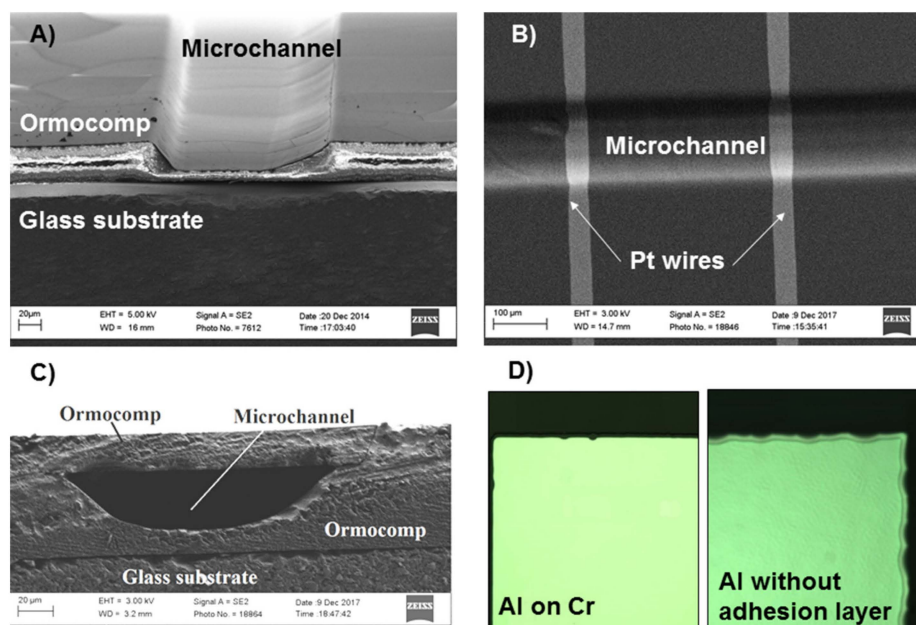 A)
Microchannel
Ormocomp
Glass substrate
20µm
EHT = 5.00 kV
WD = 16 mm
Signal A = SE2
Photo No. = 7612
Date :20 Dec 2014
Time :17:03:40
ZEISS
B)
Microchannel
Pt wires
100 µm
EHT = 3.00 kV
WD = 14.7 mm
Signal A = SE2
Photo No. = 18846
Date :9 Dec 2017
Time :15:35:41
ZEISS
C)
Ormocomp
Microchannel
Ormocomp
Glass substrate
20 µm
EHT = 3.00 kV
WD = 3.2 mm
Signal A = SE2
Photo No. = 18864
Date :9 Dec 2017
Time :18:47:42
ZEISS
D)
Al on Cr
Al without
adhesion layer